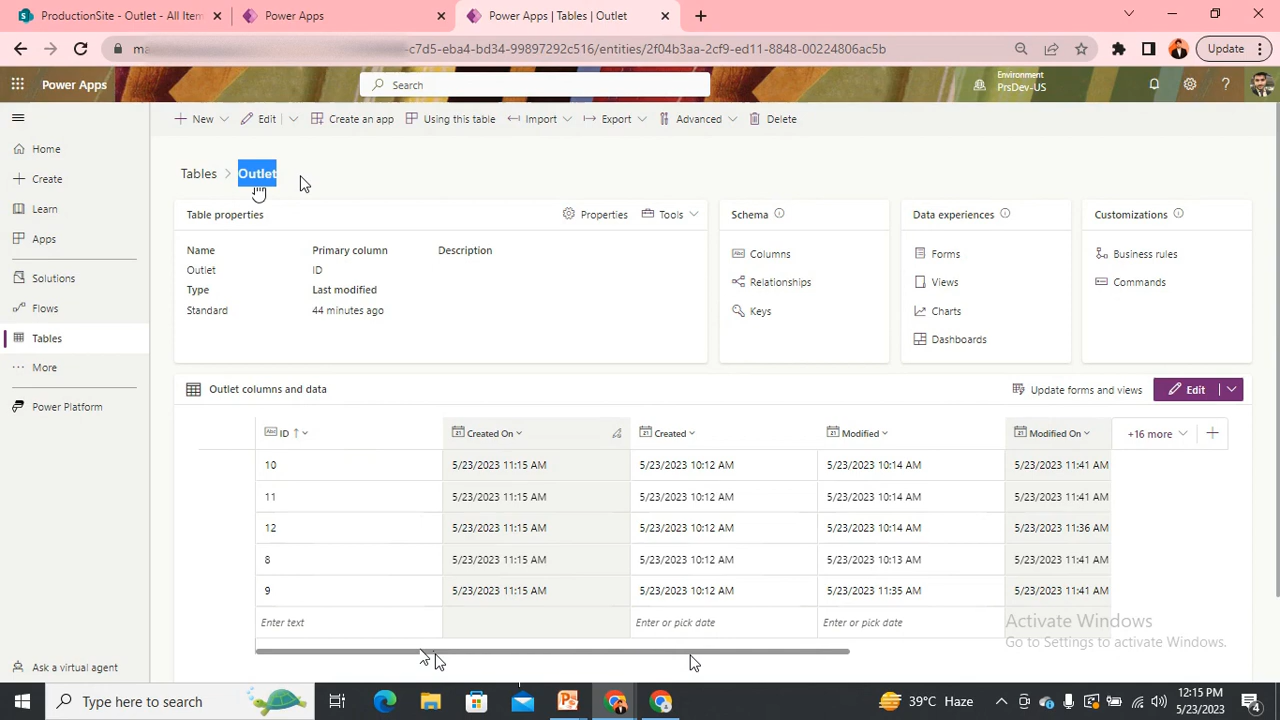 ProductionSite - Outlet - All Item
Power Apps
Power Apps | Tables | Outlet
-c7d5-eba4-bd34-99897292c516/entities/2f04b3aa-2cf9-ed11-8848-00224806ac5b
Update
Power Apps
Search
Environment
PrsDev-US
New
Edit
Create an app
Using this table
Import
Export
Advanced
Delete
Home
Create
Learn
Apps
Solutions
Flows
Tables
More
Power Platform
Ask a virtual agent
Tables > Outlet
Table properties
Properties
Tools
Name Primary column Description
Outlet ID
Type Last modified
Standard 44 minutes ago
Schema
Columns
Relationships
Keys
Data experiences
Forms
Views
Charts
Dashboards
Customizations
Business rules
Commands
Outlet columns and data
Update forms and views
Edit
ID Created On Created Modified Modified On +16 more
10 5/23/2023 11:15 AM 5/23/2023 10:12 AM 5/23/2023 10:14 AM 5/23/2023 11:41 AM
11 5/23/2023 11:15 AM 5/23/2023 10:12 AM 5/23/2023 10:14 AM 5/23/2023 11:41 AM
12 5/23/2023 11:15 AM 5/23/2023 10:12 AM 5/23/2023 10:14 AM 5/23/2023 11:36 AM
8 5/23/2023 11:15 AM 5/23/2023 10:12 AM 5/23/2023 10:13 AM 5/23/2023 11:41 AM
9 5/23/2023 11:15 AM 5/23/2023 10:12 AM 5/23/2023 11:35 AM 5/23/2023 11:41 AM
Enter text Enter or pick date Enter or pick date
Activate Windows
Go to Settings to activate Windows.
Type here to search
39°C Haze
12:15 PM
5/23/2023
4